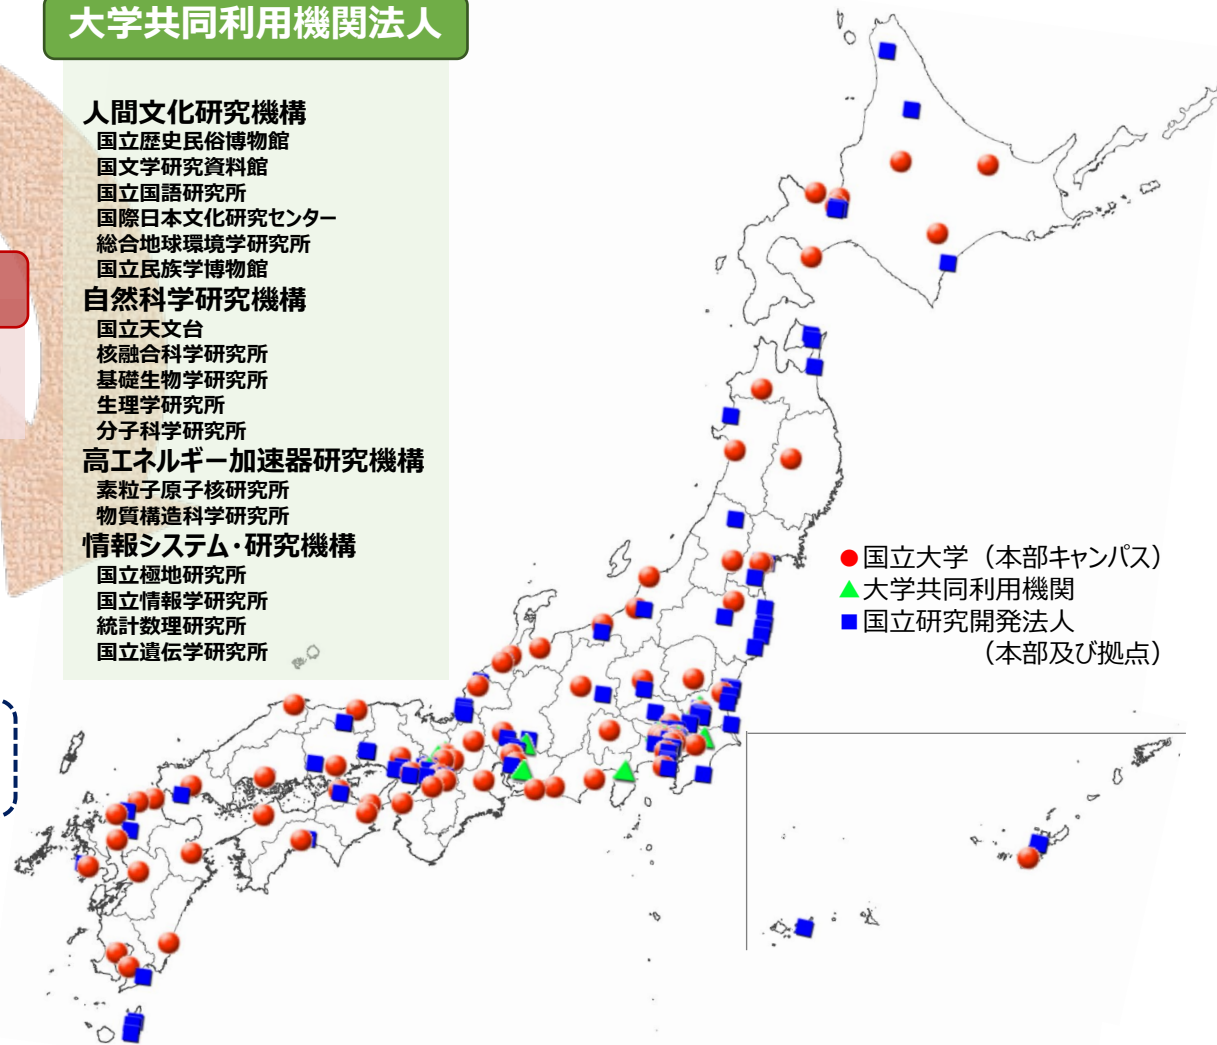 大学共同利用機関法人
人間文化研究機構
国立歴史民俗博物館
国文学研究資料館
国立国語研究所
国際日本文化研究センター
総合地球環境学研究所
国立民族学博物館
自然科学研究機構
国立天文台
核融合科学研究所
基礎生物学研究所
生理学研究所
分子科学研究所
高エネルギー加速器研究機構
素粒子原子核研究所
物質構造科学研究所
情報システム・研究機構
国立極地研究所
国立情報学研究所
統計数理研究所
国立遺伝学研究所
●国立大学（本部キャンパス）
▲大学共同利用機関
■国立研究開発法人
（本部及び拠点）